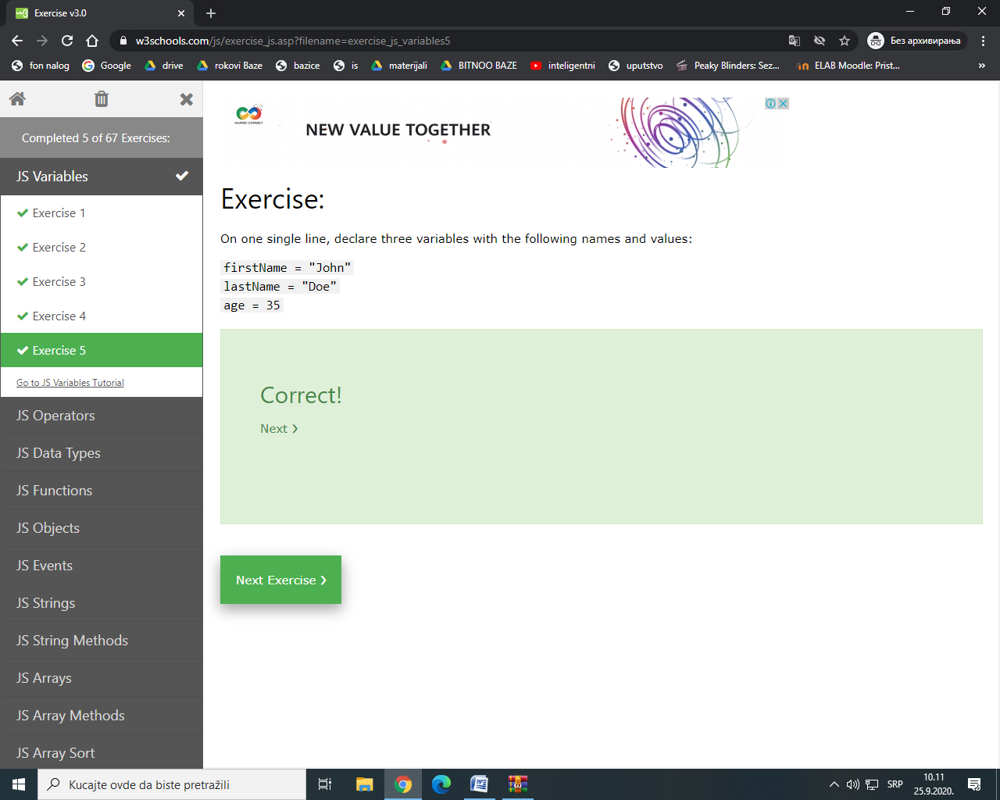 Exercise v3.0
w3schools.com/js/exercise_js.asp?filename=exercise_js_variables5
Без архивирања
fon nalog
Google
drive
rokovi Baze
bazice
is
materijali
BITNOO BAZE
inteligentni
uputstvo
Peaky Blinders: Sez...
ELAB Moodle: Prist...
»
Completed 5 of 67 Exercises:
JS Variables
Exercise 1
Exercise 2
Exercise 3
Exercise 4
Exercise 5
Go to JS Variables Tutorial
JS Operators
JS Data Types
JS Functions
JS Objects
JS Events
JS Strings
JS String Methods
JS Arrays
JS Array Methods
JS Array Sort
HUAWEI CONNECT
NEW VALUE TOGETHER
Exercise:
On one single line, declare three variables with the following names and values:
firstName = "John"
lastName = "Doe"
age = 35
Correct!
Next ❯
Next Exercise ❯
Kucajte ovde da biste pretražili
SRP
10.11
25.9.2020.